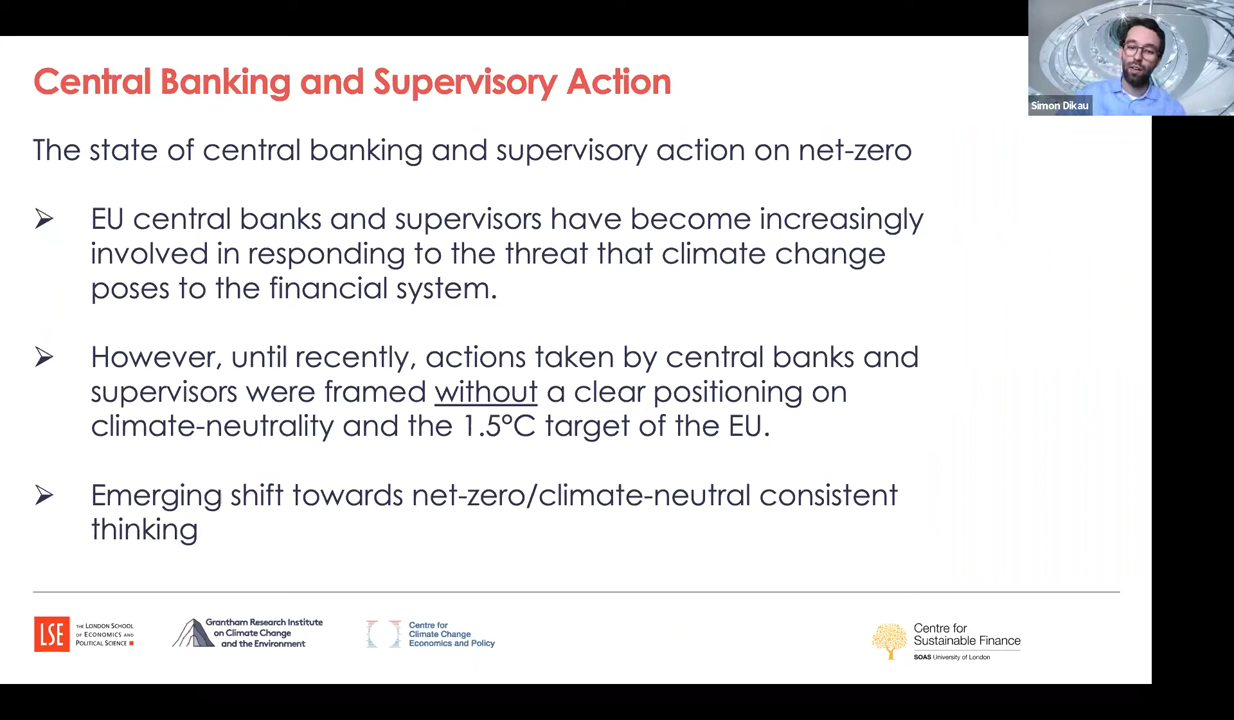 Central Banking and Supervisory Action
Simon Dikau
The state of central banking and supervisory action on net-zero
➢ EU central banks and supervisors have become increasingly
involved in responding to the threat that climate change
poses to the financial system.
➢ However, until recently, actions taken by central banks and
supervisors were framed without a clear positioning on
climate-neutrality and the 1.5°C target of the EU.
➢ Emerging shift towards net-zero/climate-neutral consistent
thinking
LSE
THE LONDON SCHOOL
OF ECONOMICS AND
POLITICAL SCIENCE
Grantham Research Institute
on Climate Change
and the Environment
Centre for
Climate Change
Economics and Policy
Centre for
Sustainable Finance
SOAS University of London